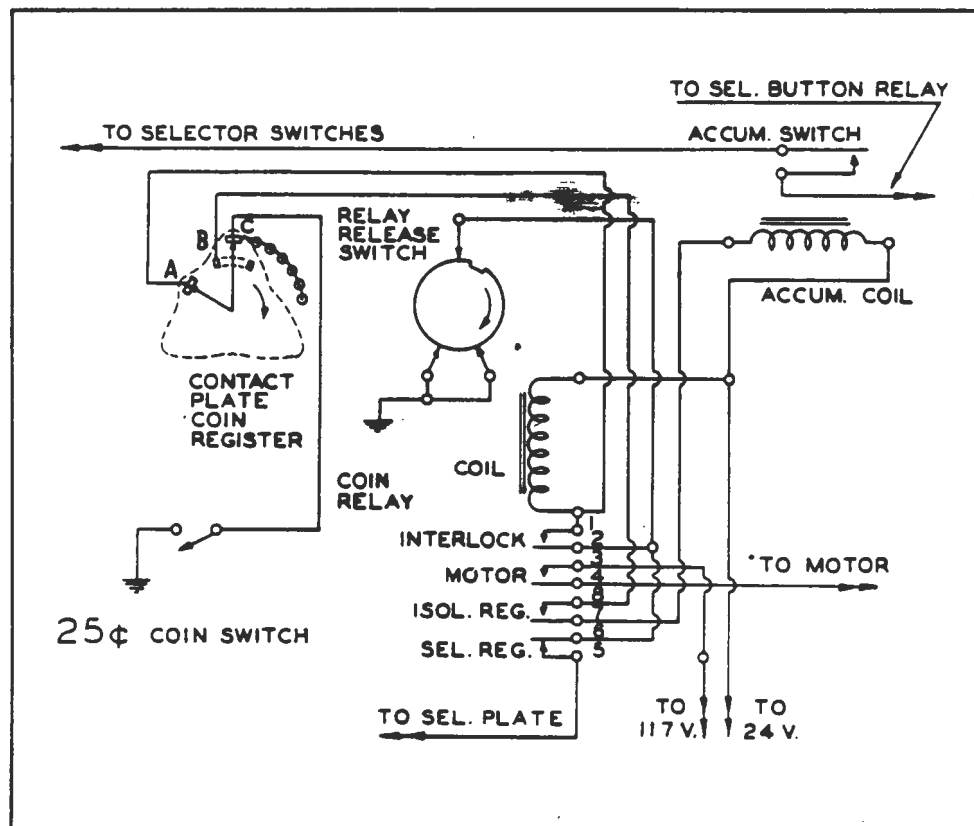 TO SEL. BUTTON RELAY
TO SELECTOR SWITCHES
ACCUM. SWITCH
RELAY
RELEASE
SWITCH
A
B
C
ACCUM. COIL
CONTACT
PLATE
COIN
REGISTER
COIN
RELAY
COIL
1
INTERLOCK
2
3
MOTOR
4
TO MOTOR
8
ISOL. REG.
7
6
SEL. REG.
5
25¢ COIN SWITCH
TO SEL. PLATE
TO
117 V.
TO
24 V.